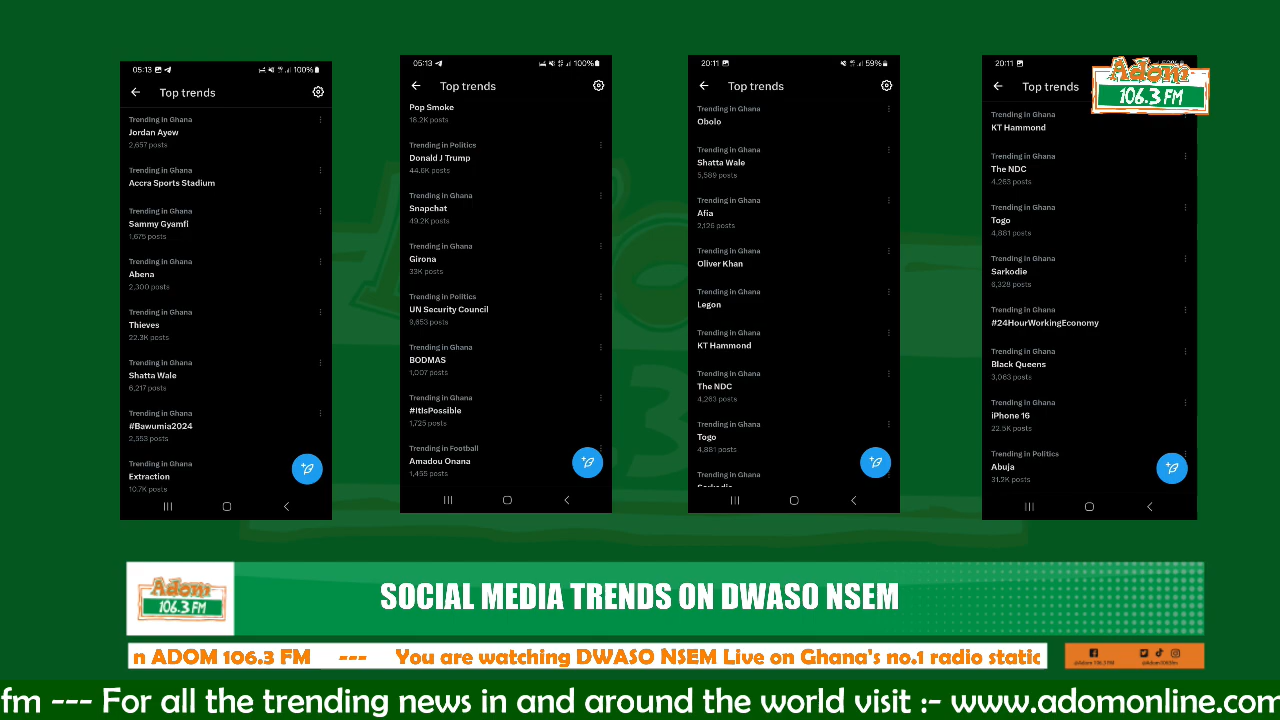 05:13 100%
Top trends
Trending in Ghana
Jordan Ayew
2,657 posts
Trending in Ghana
Accra Sports Stadium
Trending in Ghana
Sammy Gyamfi
1,675 posts
Trending in Ghana
Abena
2,300 posts
Trending in Ghana
Thieves
22.3K posts
Trending in Ghana
Shatta Wale
6,217 posts
Trending in Ghana
#Bawumia2024
2,553 posts
Trending in Ghana
Extraction
10.7K posts
05:13 100%
Top trends
Pop Smoke
18.2K posts
Trending in Politics
Donald J Trump
44.6K posts
Trending in Ghana
Snapchat
49.2K posts
Trending in Ghana
Girona
33K posts
Trending in Politics
UN Security Council
9,653 posts
Trending in Ghana
BODMAS
1,007 posts
Trending in Ghana
#ItIsPossible
1,725 posts
Trending in Football
Amadou Onana
1,455 posts
20:11 59%
Top trends
Trending in Ghana
Obolo
Trending in Ghana
Shatta Wale
5,589 posts
Trending in Ghana
Afia
2,126 posts
Trending in Ghana
Oliver Khan
Trending in Ghana
Legon
Trending in Ghana
KT Hammond
Trending in Ghana
The NDC
4,263 posts
Trending in Ghana
Togo
4,881 posts
Trending in Ghana
20:11
Top trends
Trending in Ghana
KT Hammond
Trending in Ghana
The NDC
4,263 posts
Trending in Ghana
Togo
4,881 posts
Trending in Ghana
Sarkodie
6,328 posts
Trending in Ghana
#24HourWorkingEconomy
Trending in Ghana
Black Queens
3,063 posts
Trending in Ghana
iPhone 16
22.5K posts
Trending in Politics
Abuja
31.2K posts
Adom
106.3 FM
Adom
106.3 FM
SOCIAL MEDIA TRENDS ON DWASO NSEM
n ADOM 106.3 FM --- You are watching DWASO NSEM Live on Ghana's no.1 radio static
fm --- For all the trending news in and around the world visit :- www.adomonline.com